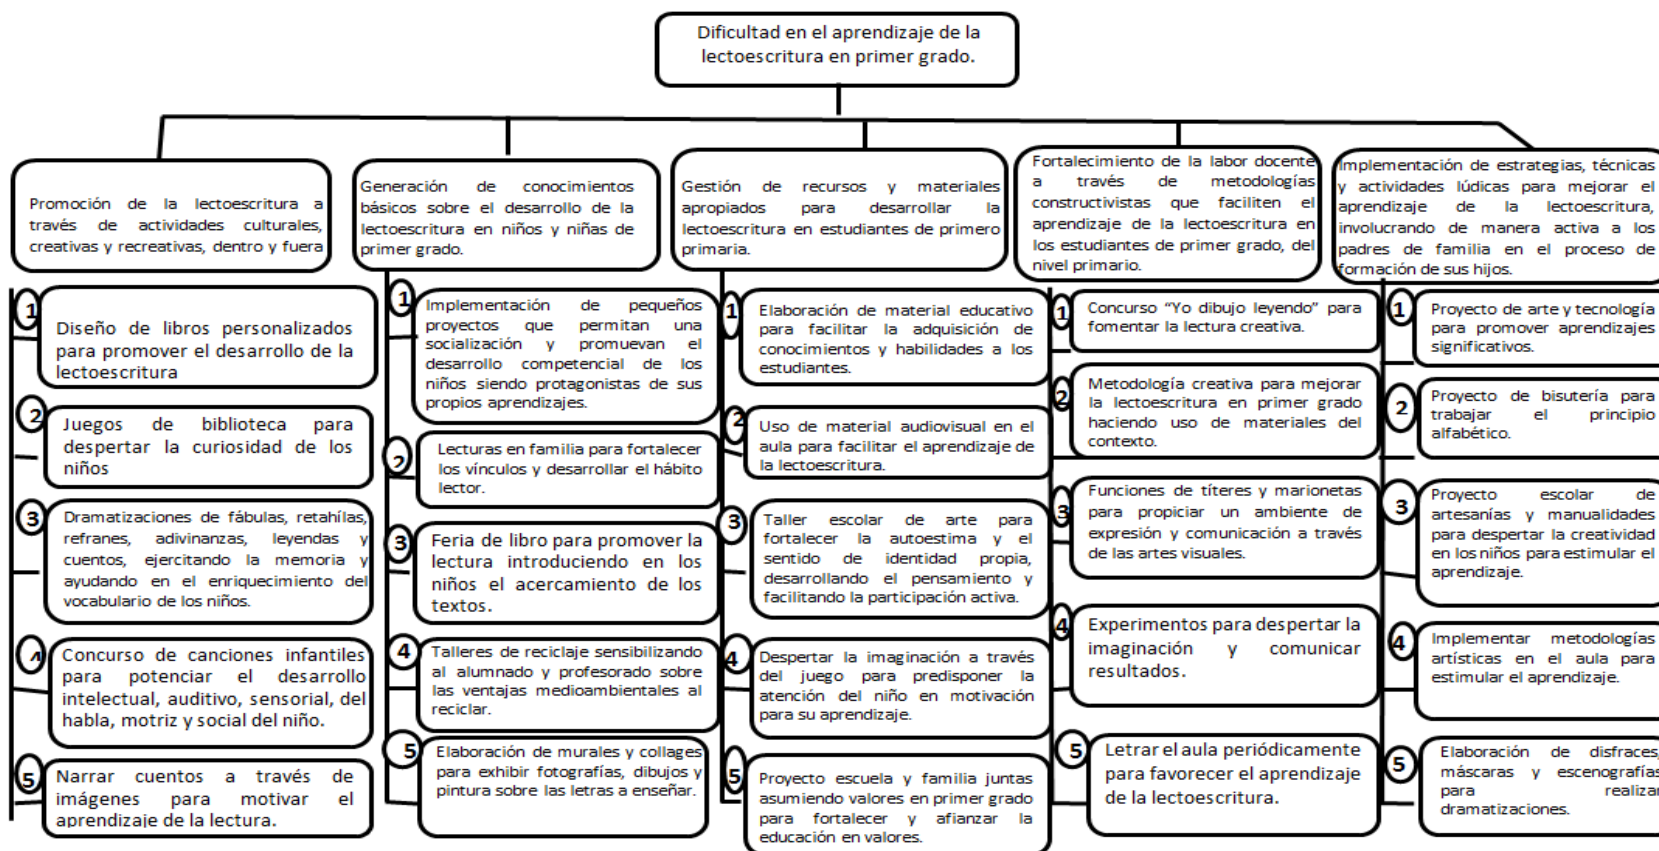 Dificultad en el aprendizaje de la
lectoescritura en primer grado.
Promoción de la lectoescritura a
través de actividades culturales,
creativas y recreativas, dentro y fuera
1
Diseño de libros personalizados
para promover el desarrollo de la
lectoescritura
2
Juegos de biblioteca para
despertar la curiosidad de los
niños
3
Dramatizaciones de fábulas, retahílas,
refranes, adivinanzas, leyendas y
cuentos, ejercitando la memoria y
ayudando en el enriquecimiento del
vocabulario de los niños.
4
Concurso de canciones infantiles
para potenciar el desarrollo
intelectual, auditivo, sensorial, del
habla, motriz y social del niño.
5
Narrar cuentos a través de
imágenes para motivar el
aprendizaje de la lectura.
Generación de conocimientos
básicos sobre el desarrollo de la
lectoescritura en niños y niñas de
primer grado.
1
Implementación de pequeños
proyectos que permitan una
socialización y promuevan el
desarrollo competencial de los
niños siendo protagonistas de sus
propios aprendizajes.
2
Lecturas en familia para fortalecer
los vínculos y desarrollar el hábito
lector.
3
Feria de libro para promover la
lectura introduciendo en los
niños el acercamiento de los
textos.
4
Talleres de reciclaje sensibilizando
al alumnado y profesorado sobre
las ventajas medioambientales al
reciclar.
5
Elaboración de murales y collages
para exhibir fotografías, dibujos y
pintura sobre las letras a enseñar.
Gestión de recursos y materiales
apropiados para desarrollar la
lectoescritura en estudiantes de primero
primaria.
1
Elaboración de material educativo
para facilitar la adquisición de
conocimientos y habilidades a los
estudiantes.
2
Uso de material audiovisual en el
aula para facilitar el aprendizaje de
la lectoescritura.
3
Taller escolar de arte para
fortalecer la autoestima y el
sentido de identidad propia,
desarrollando el pensamiento y
facilitando la participación activa.
4
Despertar la imaginación a través
del juego para predisponer la
atención del niño en motivación
para su aprendizaje.
5
Proyecto escuela y familia juntas
asumiendo valores en primer grado
para fortalecer y afianzar la
educación en valores.
Fortalecimiento de la labor docente
a través de metodologías
constructivistas que faciliten el
aprendizaje de la lectoescritura en
los estudiantes de primer grado, del
nivel primario.
1
Concurso “Yo dibujo leyendo” para
fomentar la lectura creativa.
2
Metodología creativa para mejorar
la lectoescritura en primer grado
haciendo uso de materiales del
contexto.
3
Funciones de títeres y marionetas
para propiciar un ambiente de
expresión y comunicación a través
de las artes visuales.
4
Experimentos para despertar la
imaginación y comunicar
resultados.
5
Letrar el aula periódicamente
para favorecer el aprendizaje
de la lectoescritura.
Implementación de estrategias, técnicas
y actividades lúdicas para mejorar el
aprendizaje de la lectoescritura,
involucrando de manera activa a los
padres de familia en el proceso de
formación de sus hijos.
1
Proyecto de arte y tecnología
para promover aprendizajes
significativos.
2
Proyecto de bisutería para
trabajar el principio
alfabético.
3
Proyecto escolar de
artesanías y manualidades
para despertar la creatividad
en los niños para estimular el
aprendizaje.
4
Implementar metodologías
artísticas en el aula para
estimular el aprendizaje.
5
Elaboración de disfraces,
máscaras y escenografías
para realizar
dramatizaciones.